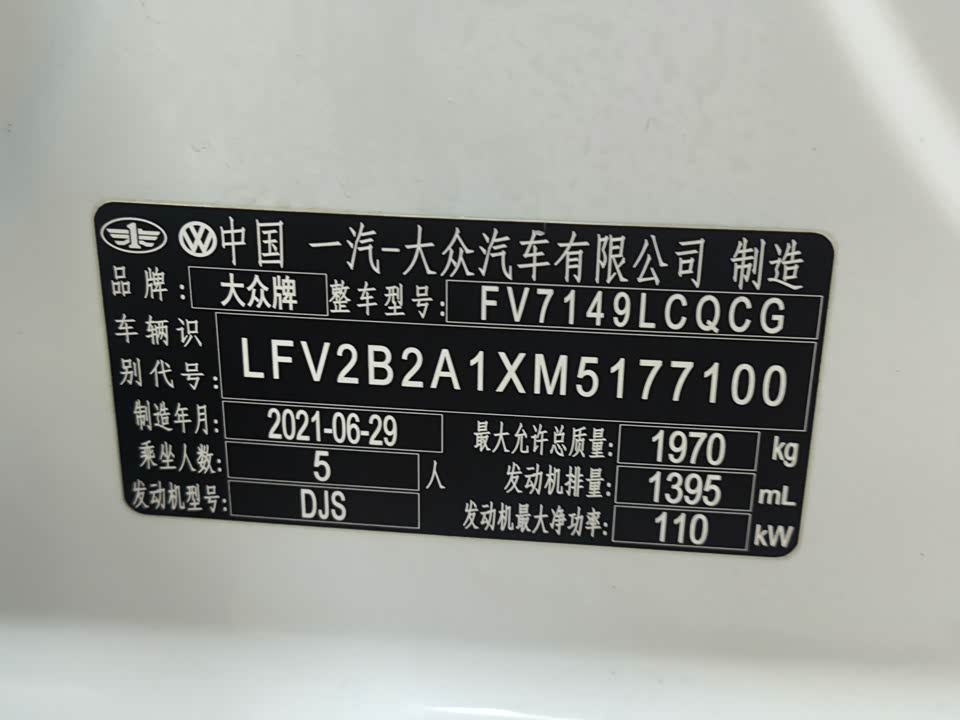 中国 一汽-大众汽车有限公司 制造
品牌: 大众牌 整车型号: FV7149LCQCG
车辆识别代号: LFV2B2A1XM5177100
制造年月: 2021-06-29 最大允许总质量: 1970 kg
乘坐人数: 5 人 发动机排量: 1395 mL
发动机型号: DJS 发动机最大净功率: 110 kW